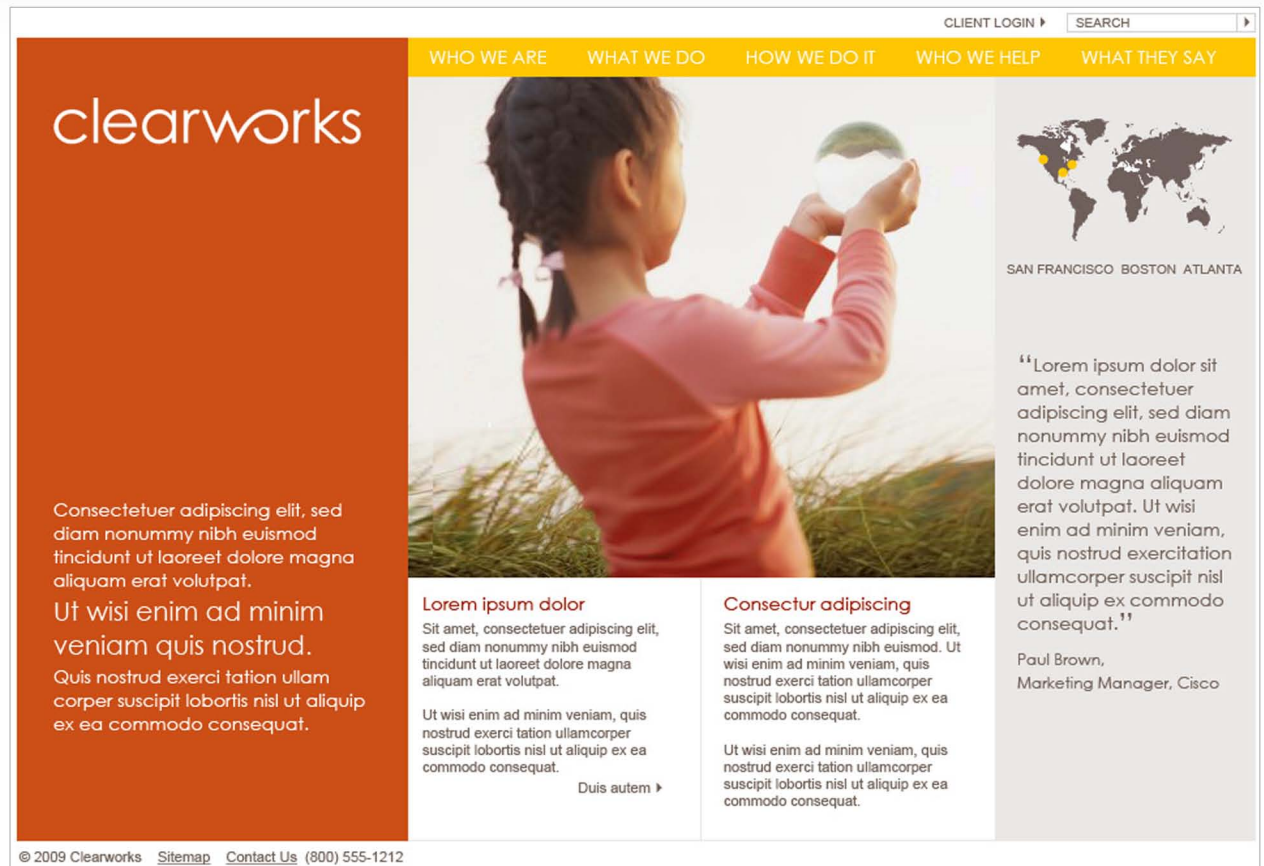 CLIENT LOGIN
SEARCH
WHO WE ARE
WHAT WE DO
HOW WE DO IT
WHO WE HELP
WHAT THEY SAY
clearworks
Consectetuer adipiscing elit, sed
diam nonummy nibh euismod
tincidunt ut laoreet dolore magna
aliquam erat volutpat.
Ut wisi enim ad minim
veniam quis nostrud.
Quis nostrud exerci tation ullam
corper suscipit lobortis nisl ut aliquip
ex ea commodo consequat.
Lorem ipsum dolor
Sit amet, consectetuer adipiscing elit,
sed diam nonummy nibh euismod
tincidunt ut laoreet dolore magna
aliquam erat volutpat.
Ut wisi enim ad minim veniam, quis
nostrud exerci tation ullamcorper
suscipit lobortis nisl ut aliquip ex ea
commodo consequat.
Duis autem
Consectur adipiscing
Sit amet, consectetuer adipiscing elit,
sed diam nonummy nibh euismod. Ut
wisi enim ad minim veniam, quis
nostrud exerci tation ullamcorper
suscipit lobortis nisl ut aliquip ex ea
commodo consequat.
Ut wisi enim ad minim veniam, quis
nostrud exerci tation ullamcorper
suscipit lobortis nisl ut aliquip ex ea
commodo consequat.
SAN FRANCISCO BOSTON ATLANTA
“Lorem ipsum dolor sit
amet, consectetuer
adipiscing elit, sed diam
nonummy nibh euismod
tincidunt ut laoreet
dolore magna aliquam
erat volutpat. Ut wisi
enim ad minim veniam,
quis nostrud exercitation
ullamcorper suscipit nisl
ut aliquip ex commodo
consequat.”
Paul Brown,
Marketing Manager, Cisco
© 2009 Clearworks Sitemap Contact Us (800) 555-1212